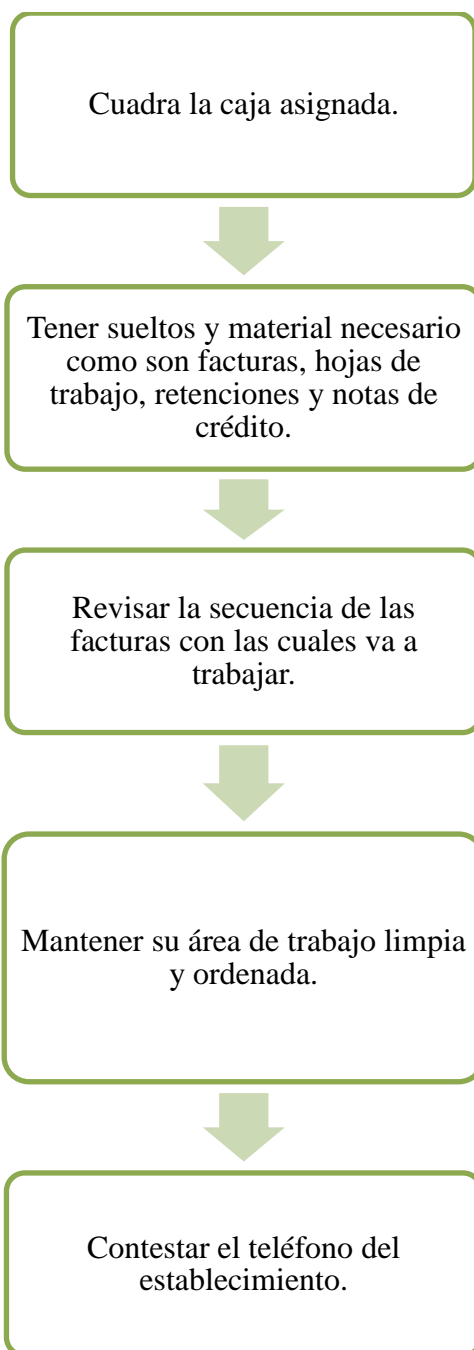 Cuadra la caja asignada.
Tener sueltos y material necesario
como son facturas, hojas de
trabajo, retenciones y notas de
crédito.
Revisar la secuencia de las
facturas con las cuales va a
trabajar.
Mantener su área de trabajo limpia
y ordenada.
Contestar el teléfono del
establecimiento.